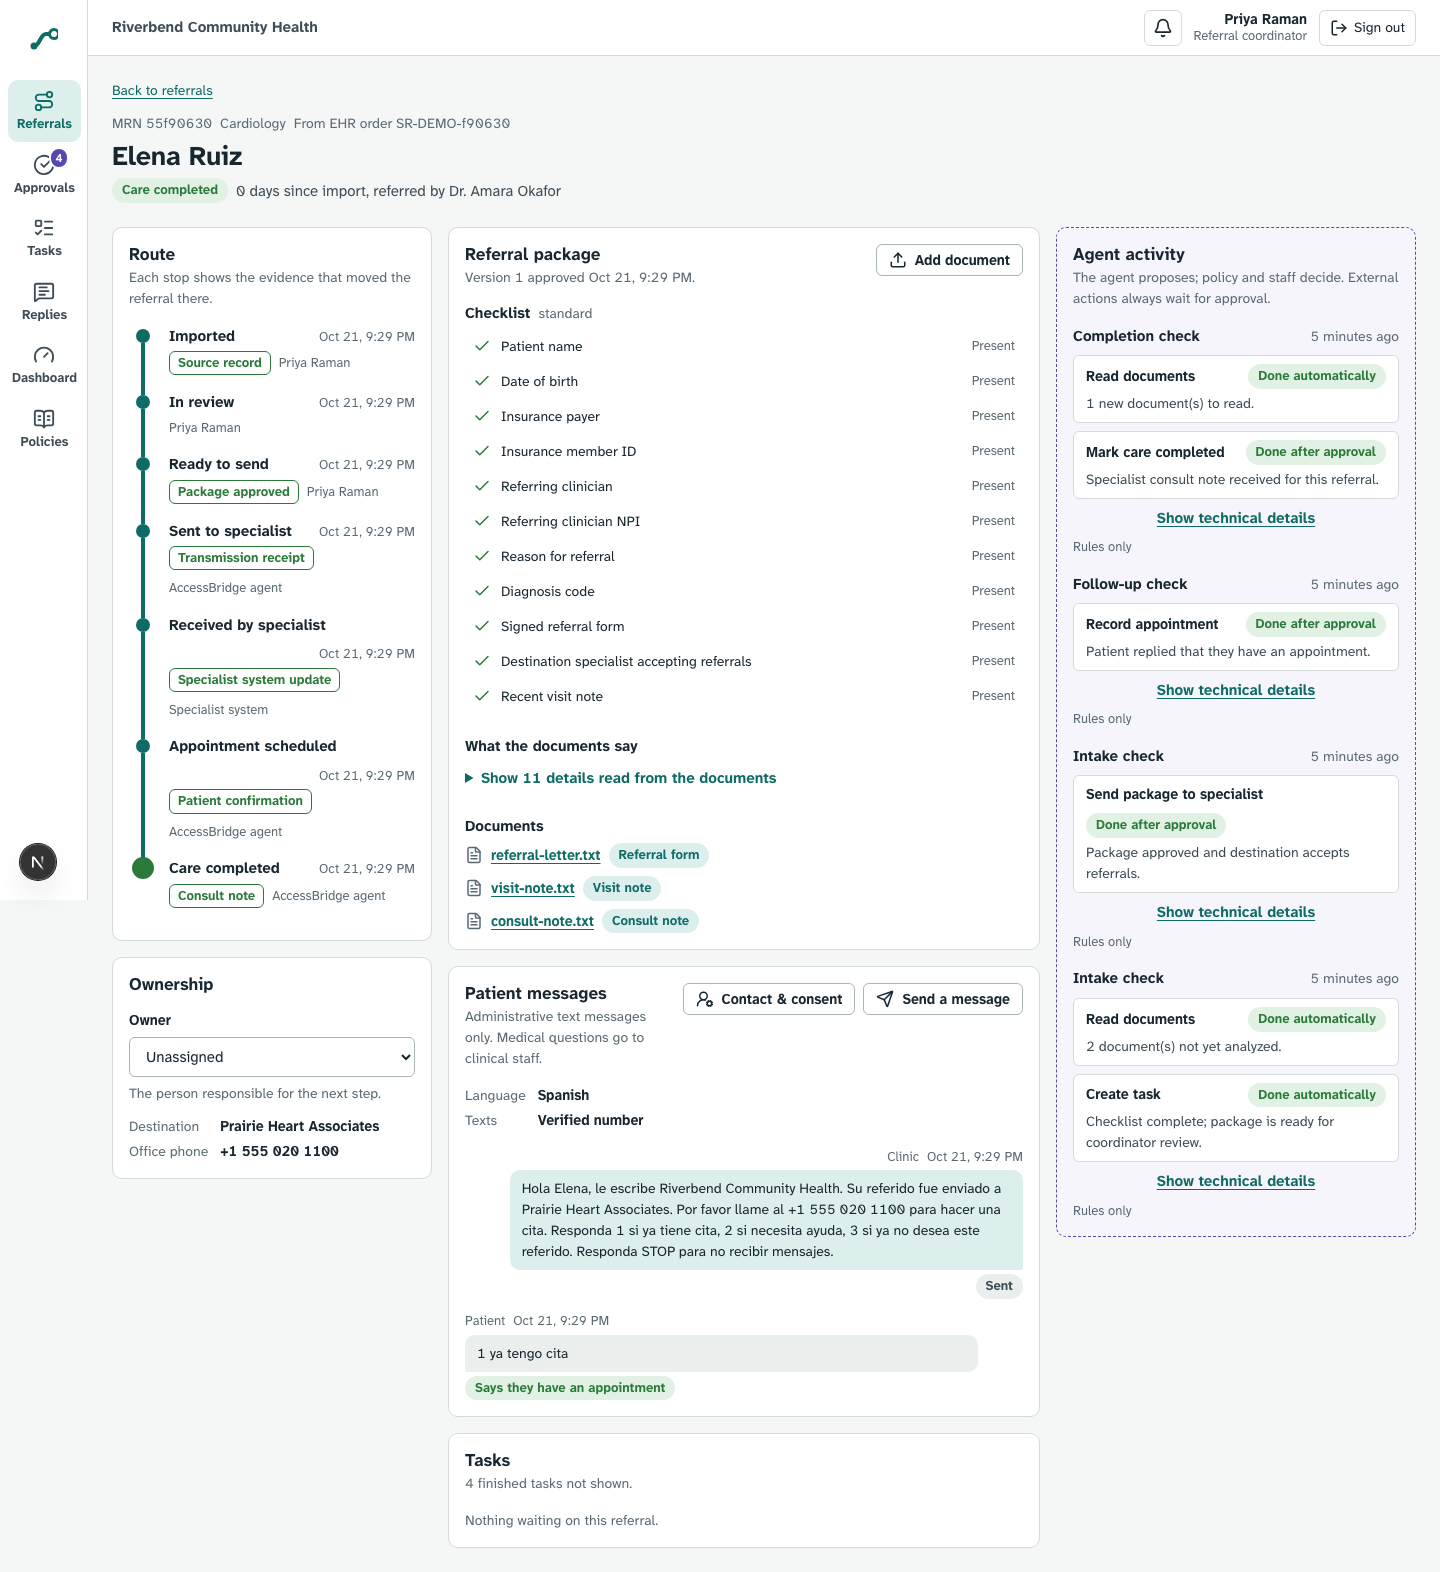 Riverbend Community Health
Priya Raman
Referral coordinator
Sign out
Referrals
4
Approvals
Tasks
Replies
Dashboard
Policies
N
Back to referrals
MRN 55f90630 Cardiology From EHR order SR-DEMO-f90630
Elena Ruiz
Care completed 0 days since import, referred by Dr. Amara Okafor
Route
Each stop shows the evidence that moved the
referral there.
Imported Oct 21, 9:29 PM
Source record Priya Raman
In review Oct 21, 9:29 PM
Priya Raman
Ready to send Oct 21, 9:29 PM
Package approved Priya Raman
Sent to specialist Oct 21, 9:29 PM
Transmission receipt
AccessBridge agent
Received by specialist
Oct 21, 9:29 PM
Specialist system update
Specialist system
Appointment scheduled
Oct 21, 9:29 PM
Patient confirmation
AccessBridge agent
Care completed Oct 21, 9:29 PM
Consult note AccessBridge agent
Ownership
Owner
Unassigned
The person responsible for the next step.
Destination Prairie Heart Associates
Office phone +1 555 020 1100
Referral package
Version 1 approved Oct 21, 9:29 PM.
Add document
Checklist standard
Patient name Present
Date of birth Present
Insurance payer Present
Insurance member ID Present
Referring clinician Present
Referring clinician NPI Present
Reason for referral Present
Diagnosis code Present
Signed referral form Present
Destination specialist accepting referrals Present
Recent visit note Present
What the documents say
Show 11 details read from the documents
Documents
referral-letter.txt Referral form
visit-note.txt Visit note
consult-note.txt Consult note
Patient messages
Administrative text messages
only. Medical questions go to
clinical staff.
Contact & consent
Send a message
Language Spanish
Texts Verified number
Clinic Oct 21, 9:29 PM
Hola Elena, le escribe Riverbend Community Health. Su referido fue enviado a
Prairie Heart Associates. Por favor llame al +1 555 020 1100 para hacer una
cita. Responda 1 si ya tiene cita, 2 si necesita ayuda, 3 si ya no desea este
referido. Responda STOP para no recibir mensajes.
Sent
Patient Oct 21, 9:29 PM
1 ya tengo cita
Says they have an appointment
Tasks
4 finished tasks not shown.
Nothing waiting on this referral.
Agent activity
The agent proposes; policy and staff decide. External
actions always wait for approval.
Completion check 5 minutes ago
Read documents Done automatically
1 new document(s) to read.
Mark care completed Done after approval
Specialist consult note received for this referral.
Show technical details
Rules only
Follow-up check 5 minutes ago
Record appointment Done after approval
Patient replied that they have an appointment.
Show technical details
Rules only
Intake check 5 minutes ago
Send package to specialist
Done after approval
Package approved and destination accepts
referrals.
Show technical details
Rules only
Intake check 5 minutes ago
Read documents Done automatically
2 document(s) not yet analyzed.
Create task Done automatically
Checklist complete; package is ready for
coordinator review.
Show technical details
Rules only